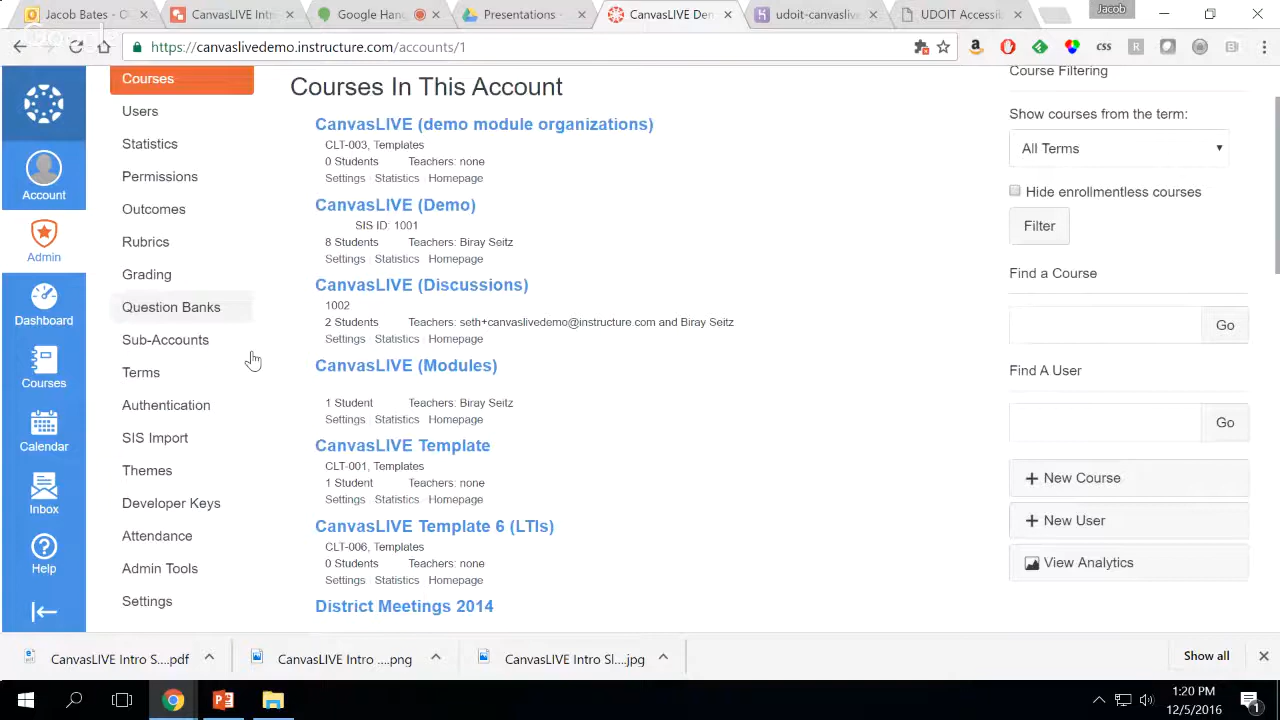 Jacob Bates - O
CanvasLIVE Intr
Google Han
Presentations -
CanvasLIVE Den
udoit-canvaslive
UDOIT Accessib
Jacob
Google
https://canvaslivedemo.instructure.com/accounts/1
CSS
Account
Admin
Dashboard
Courses
Calendar
Inbox
Help
Courses
Users
Statistics
Permissions
Outcomes
Rubrics
Grading
Question Banks
Sub-Accounts
Terms
Authentication
SIS Import
Themes
Developer Keys
Attendance
Admin Tools
Settings
Courses In This Account
CanvasLIVE (demo module organizations)
CLT-003, Templates
0 Students Teachers: none
Settings Statistics Homepage
CanvasLIVE (Demo)
SIS ID: 1001
8 Students Teachers: Biray Seitz
Settings Statistics Homepage
CanvasLIVE (Discussions)
1002
2 Students Teachers: seth+canvaslivedemo@instructure.com and Biray Seitz
Settings Statistics Homepage
CanvasLIVE (Modules)
1 Student Teachers: Biray Seitz
Settings Statistics Homepage
CanvasLIVE Template
CLT-001, Templates
1 Student Teachers: none
Settings Statistics Homepage
CanvasLIVE Template 6 (LTIs)
CLT-006, Templates
0 Students Teachers: none
Settings Statistics Homepage
District Meetings 2014
Course Filtering
Show courses from the term:
All Terms
Hide enrollmentless courses
Filter
Find a Course
Go
Find A User
Go
New Course
New User
View Analytics
CanvasLIVE Intro S....pdf
CanvasLIVE Intro ....png
CanvasLIVE Intro Sl....jpg
Show all
1:20 PM
12/5/2016
1